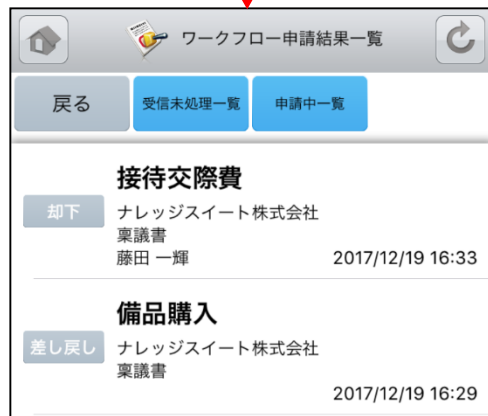 ワークフロー申請結果一覧
戻る 受信未処理一覧 申請中一覧
接待交際費
却下 ナレッジスイート株式会社
稟議書
藤田 一輝 2017/12/19 16:33
備品購入
差し戻し ナレッジスイート株式会社
稟議書
2017/12/19 16:29